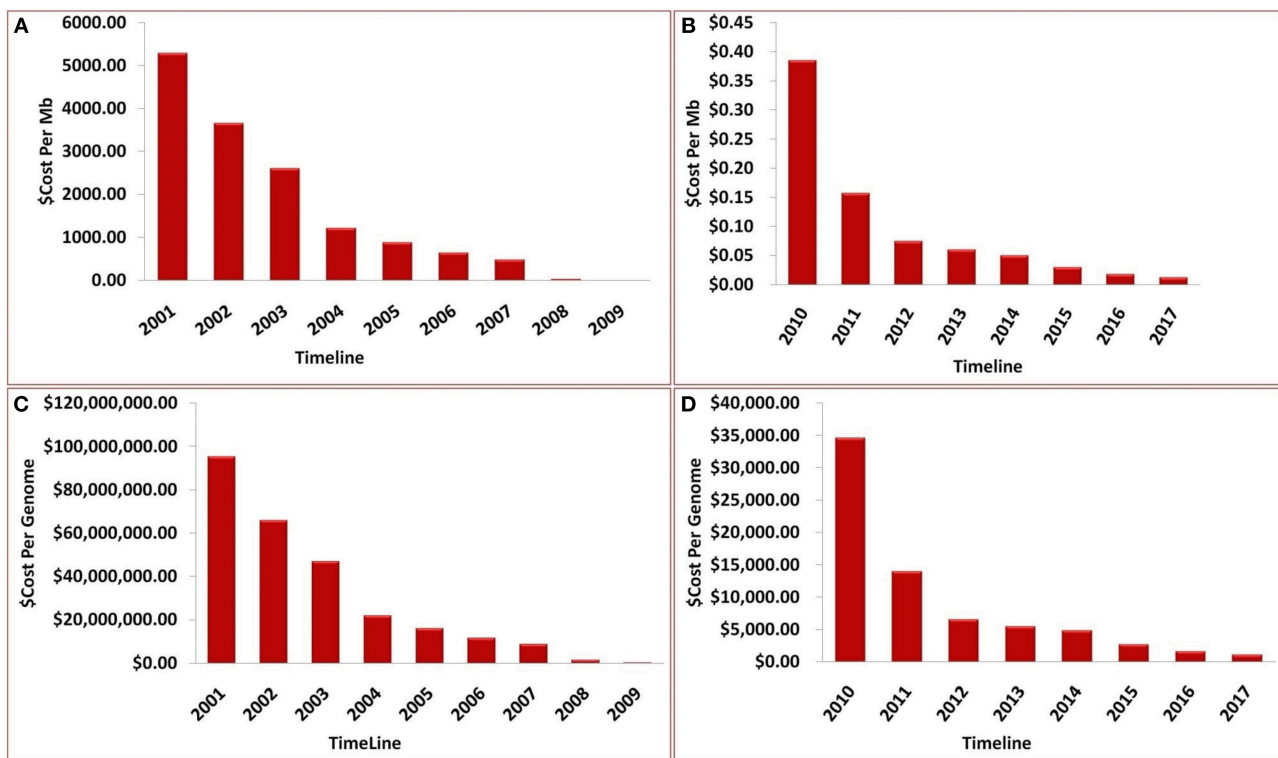 A
$Cost Per Mb
6000.00
5000.00
4000.00
3000.00
2000.00
1000.00
0.00
2001 2002 2003 2004 2005 2006 2007 2008 2009
Timeline
B
$Cost Per Mb
$0.45
$0.40
$0.35
$0.30
$0.25
$0.20
$0.15
$0.10
$0.05
$0.00
2010 2011 2012 2013 2014 2015 2016 2017
Timeline
C
$Cost Per Genome
$120,000,000.00
$100,000,000.00
$80,000,000.00
$60,000,000.00
$40,000,000.00
$20,000,000.00
$0.00
2001 2002 2003 2004 2005 2006 2007 2008 2009
TimeLine
D
$Cost Per Genome
$40,000.00
$35,000.00
$30,000.00
$25,000.00
$20,000.00
$15,000.00
$10,000.00
$5,000.00
$0.00
2010 2011 2012 2013 2014 2015 2016 2017
Timeline